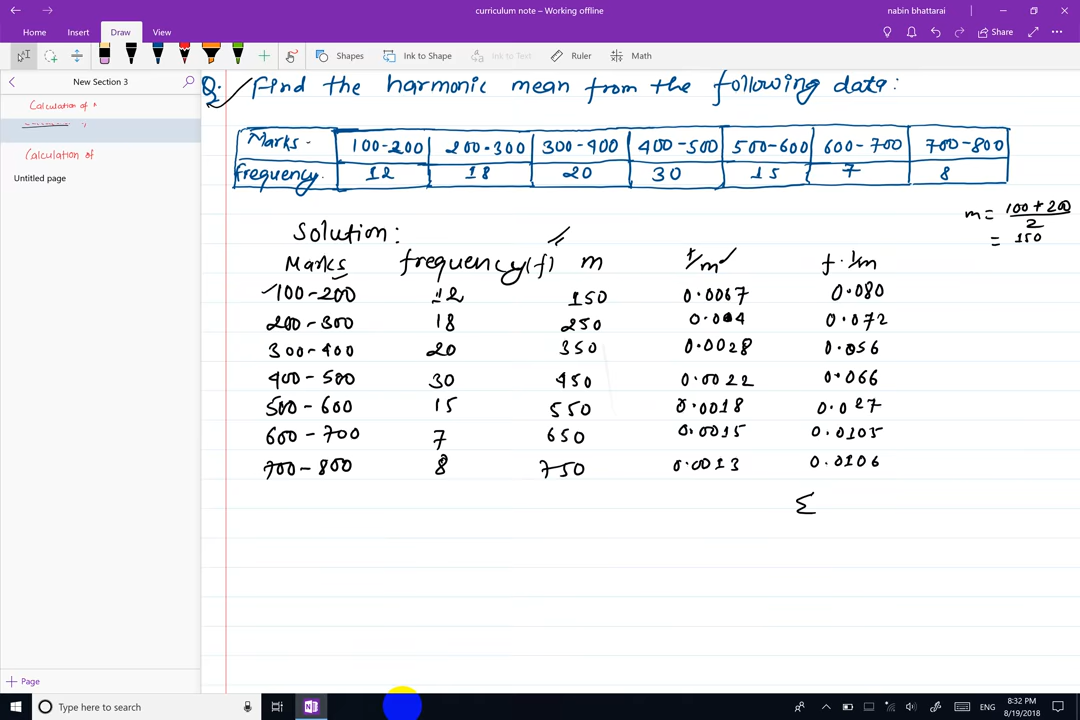 curriculum note – Working offline
nabin bhattarai
Home Insert Draw View
Share
Shapes Ink to Shape Ink to Text Ruler Math
New Section 3
Calculation of
Calculation of
Untitled page
Q. Find the harmonic mean from the following data:
Marks. 100-200 200-300 300-400 400-500 500-600 600-700 700-800
frequency. 12 18 20 30 15 7 8
m = 100+200/2
= 150
Solution:
Marks frequency(f) m 1/m f.1/m
100-200 12 150 0.0067 0.080
200-300 18 250 0.004 0.072
300-400 20 350 0.0028 0.056
400-500 30 450 0.0022 0.066
500-600 15 550 0.0018 0.027
600-700 7 650 0.0015 0.0105
700-800 8 750 0.0013 0.0106
Σ
+ Page
Type here to search
ENG
8:32 PM
8/19/2018